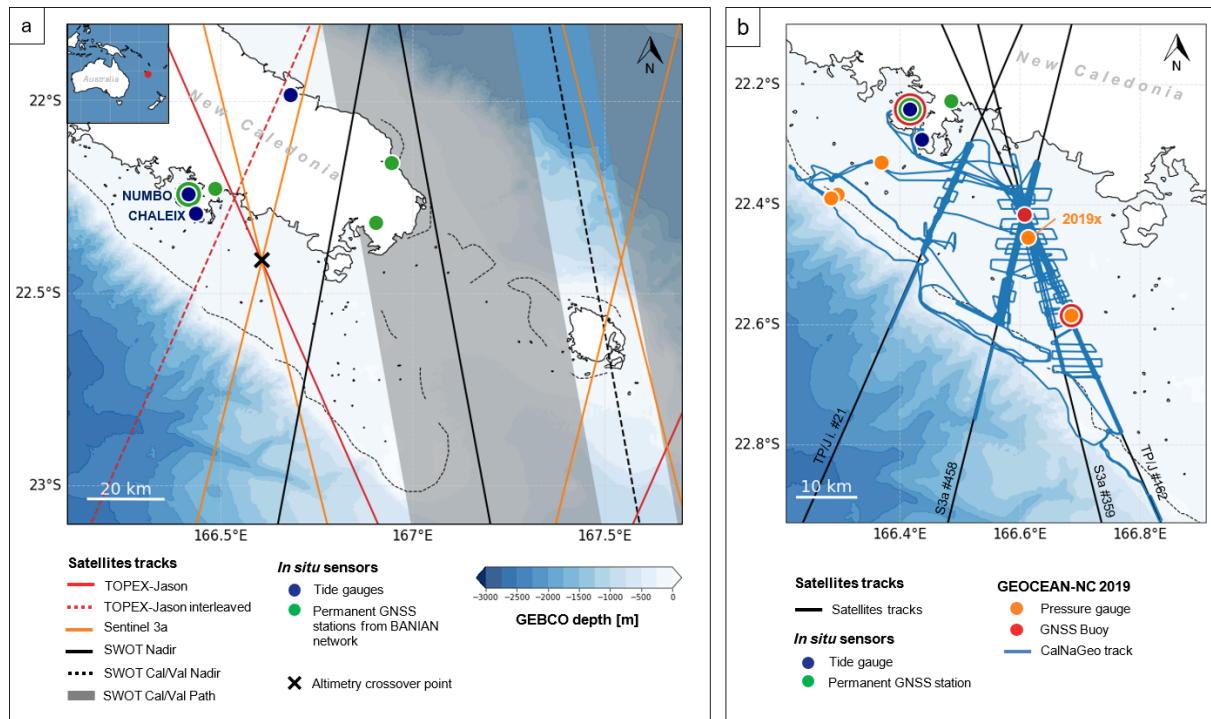 a
Australia
N
New Caledonia
22°S
NUMBO
CHALEIX
22.5°S
23°S
20 km
166.5°E
167°E
167.5°E
Satellites tracks
TOPEX-Jason
TOPEX-Jason interleaved
Sentinel 3a
SWOT Nadir
SWOT Cal/Val Nadir
SWOT Cal/Val Path
In situ sensors
Tide gauges
Permanent GNSS
stations from BANIAN
network
Altimetry crossover point
−3000 −2500 −2000 −1500 −1000 −500 0
GEBCO depth [m]
b
N
New Caledonia
22.2°S
22.4°S
2019x
22.6°S
22.8°S
TP/J i. #21
S3a #458
S3a #359
TP/J #162
10 km
166.4°E
166.6°E
166.8°E
Satellites tracks
Satellites tracks
In situ sensors
Tide gauge
Permanent GNSS station
GEOCEAN-NC 2019
Pressure gauge
GNSS Buoy
CalNaGeo track